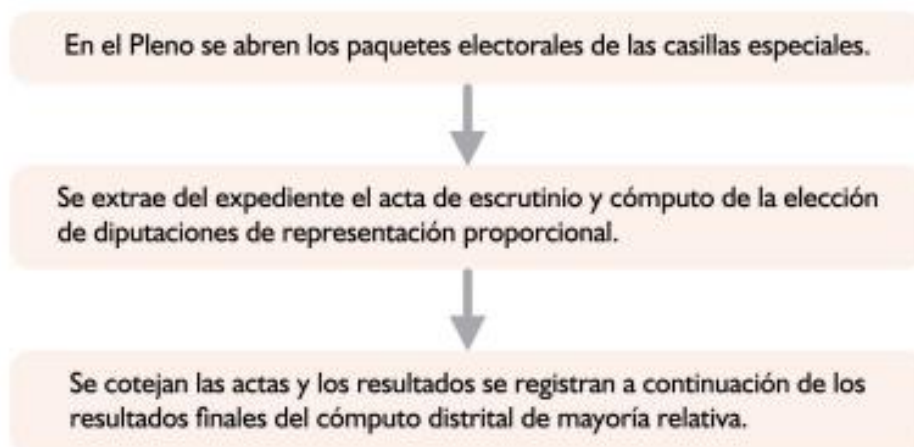 En el Pleno se abren los paquetes electorales de las casillas especiales.
Se extrae del expediente el acta de escrutinio y cómputo de la elección
de diputaciones de representación proporcional.
Se cotejan las actas y los resultados se registran a continuación de los
resultados finales del cómputo distrital de mayoría relativa.